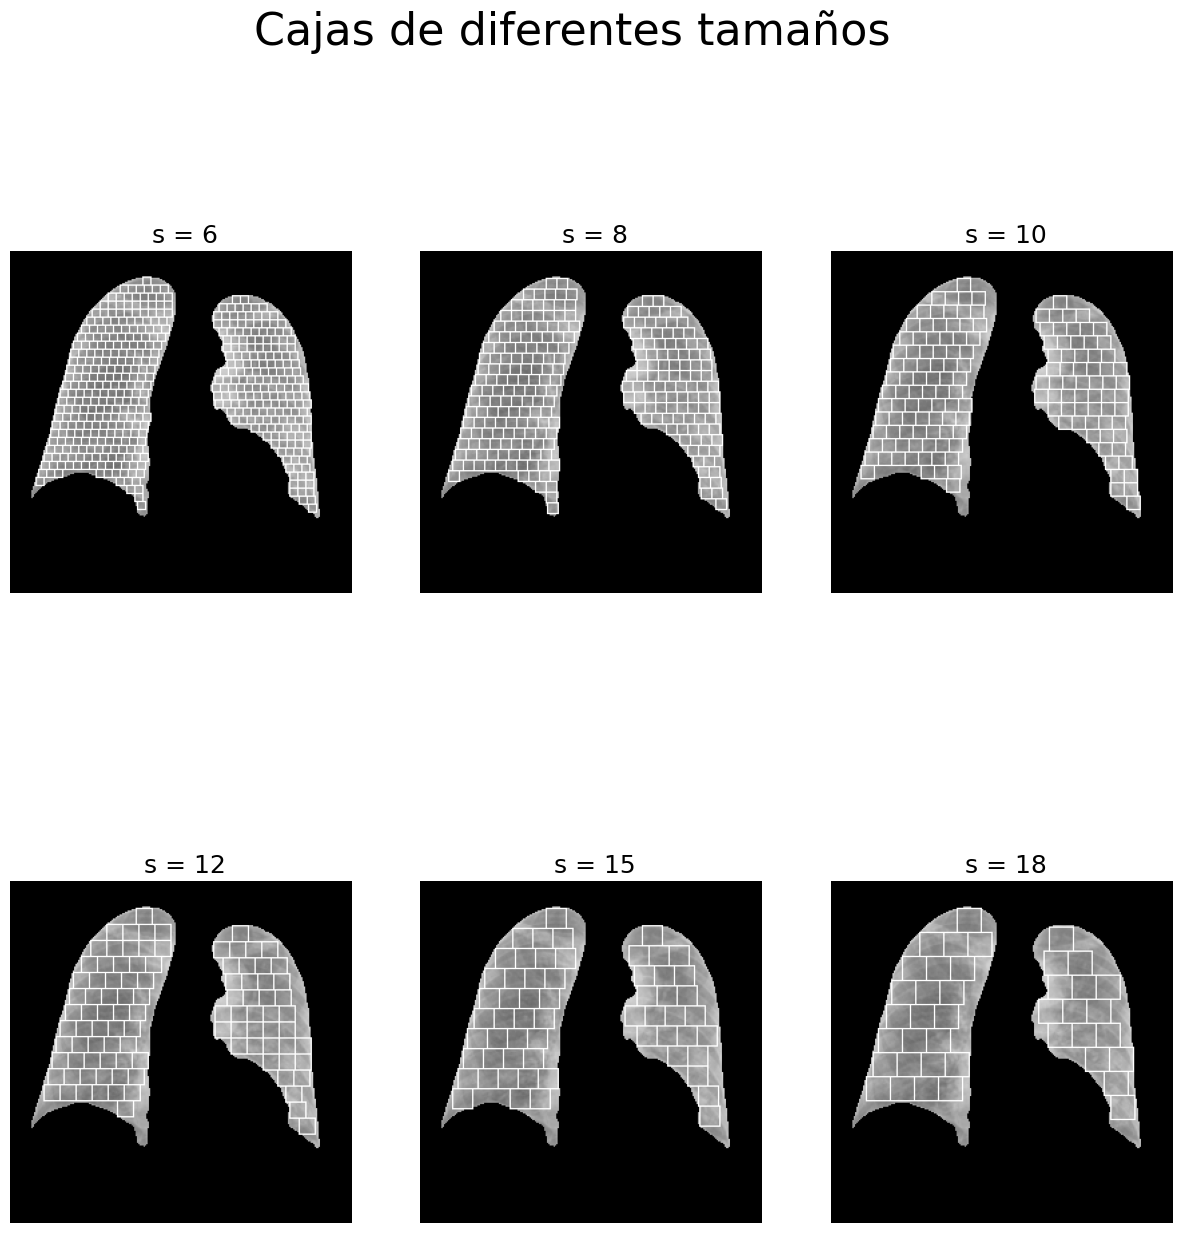 Cajas de diferentes tamaños
s = 6
s = 8
s = 10
s = 12
s = 15
s = 18